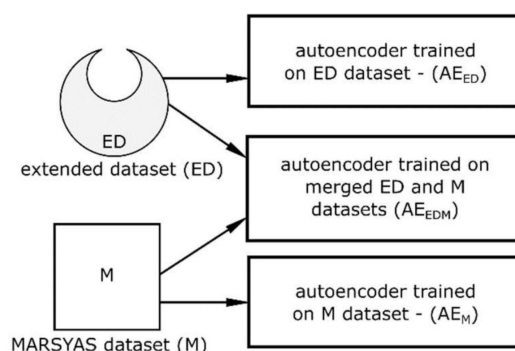 ED
extended dataset (ED)
M
MARSYAS dataset (M)
autoencoder trained
on ED dataset - (AE_ED)
autoencoder trained on
merged ED and M
datasets (AE_EDM)
autoencoder trained
on M dataset - (AE_M)